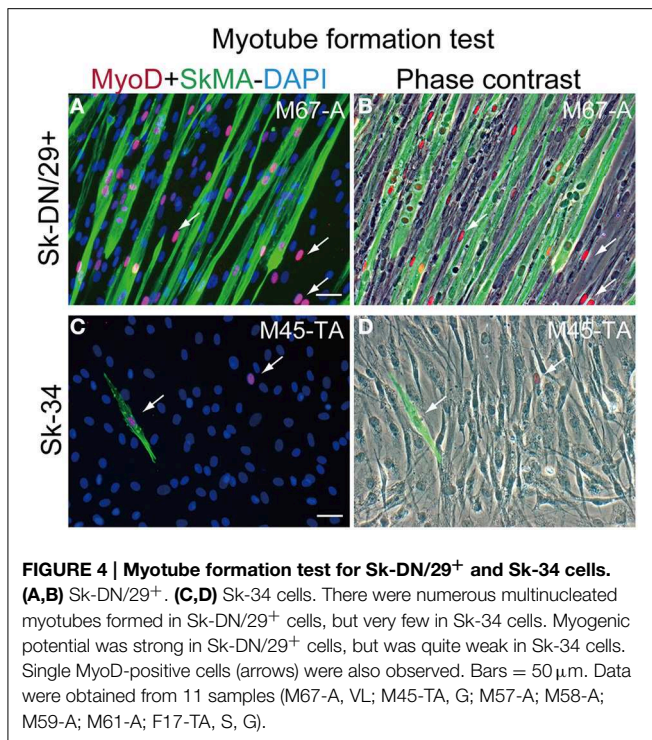 Myotube formation test
MyoD+SkMA-DAPI Phase contrast
Sk-DN/29+
A M67-A B M67-A
Sk-34
C M45-TA D M45-TA
FIGURE 4 | Myotube formation test for Sk-DN/29⁺ and Sk-34 cells.
(A,B) Sk-DN/29⁺. (C,D) Sk-34 cells. There were numerous multinucleated
myotubes formed in Sk-DN/29⁺ cells, but very few in Sk-34 cells. Myogenic
potential was strong in Sk-DN/29⁺ cells, but was quite weak in Sk-34 cells.
Single MyoD-positive cells (arrows) were also observed. Bars = 50 μm. Data
were obtained from 11 samples (M67-A, VL; M45-TA, G; M57-A; M58-A;
M59-A; M61-A; F17-TA, S, G).